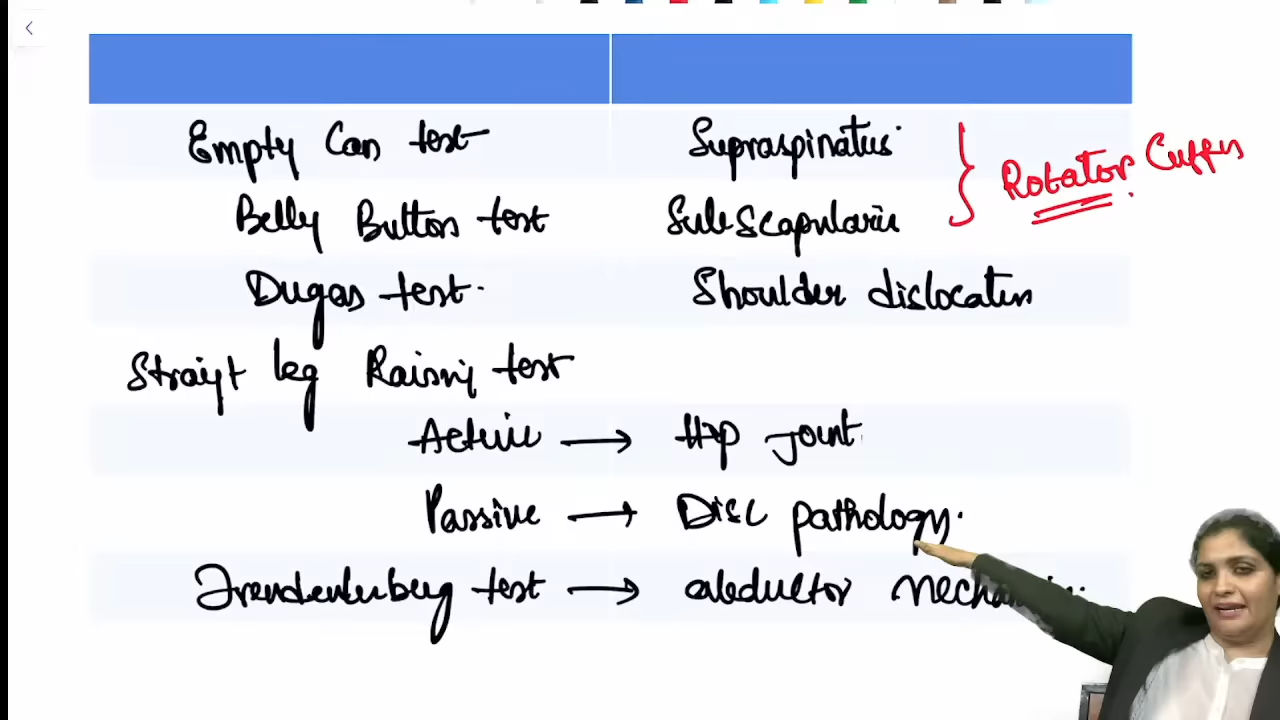 Empty Can test Supraspinatus
Belly Button test SubScapularis
Rotator Cuffs
Dugas test. Shoulder dislocation
Straight leg Raising test
Active → Hip joint
Passive → Disc pathology.
Trendelenberg test → abductor